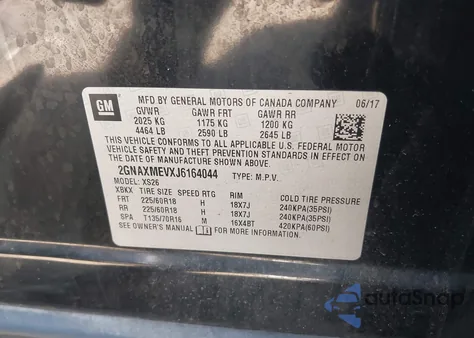 GM
MFD BY GENERAL MOTORS OF CANADA COMPANY 06/17
GVWR GAWR FRT GAWR RR
2025 KG 1175 KG 1200 KG
4464 LB 2590 LB 2645 LB
THIS VEHICLE CONFORMS TO ALL APPLICABLE U.S. FEDERAL MOTOR
VEHICLE SAFETY, BUMPER, AND THEFT PREVENTION STANDARDS IN
EFFECT ON THE DATE OF MANUFACTURE SHOWN ABOVE.
2GNAXMEVXJ6164044 TYPE: M.P.V.
MODEL: XS26
XBKX TIRE SIZE SPEED RTG RIM COLD TIRE PRESSURE
FRT 225/60R18 H 18X7J 240KPA(35PSI)
RR 225/60R18 H 18X7J 240KPA(35PSI)
SPA T135/70R16 M 16X4BT 420KPA(60PSI)
SEE OWNER'S MANUAL FOR ADDITIONAL INFORMATION
autoSnap